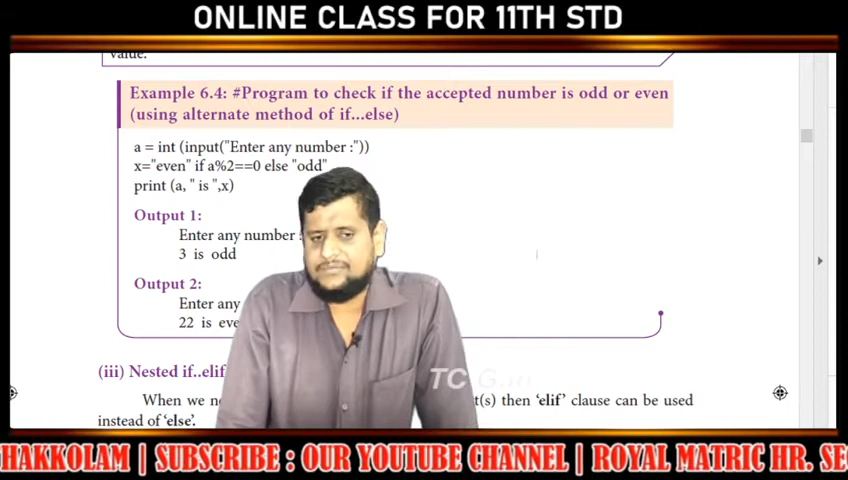 ONLINE CLASS FOR 11TH STD
value.
Example 6.4: #Program to check if the accepted number is odd or even
(using alternate method of if...else)
a = int (input("Enter any number :"))
x="even" if a%2==0 else "odd"
print (a, " is ",x)
Output 1:
Enter any number :
3 is odd
Output 2:
Enter any
22 is eve
TC G.
(iii) Nested if..elif
When we ne t(s) then 'elif' clause can be used
instead of 'else'.
HAKKOLAM | SUBSCRIBE : OUR YOUTUBE CHANNEL | ROYAL MATRIC HR. SE